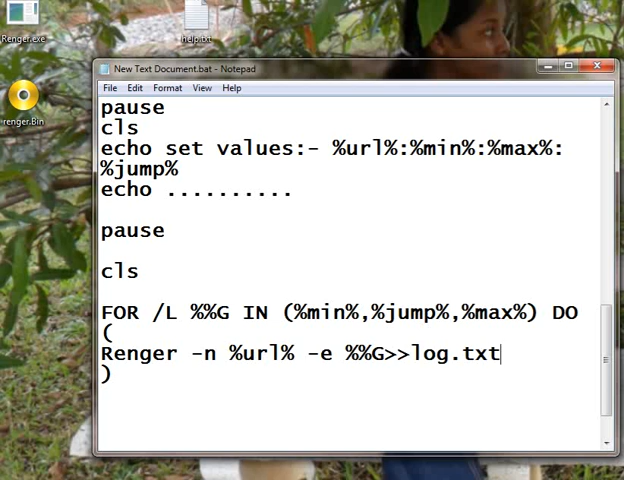 Renger.exe
help.txt
renger.Bin
New Text Document.bat - Notepad
File Edit Format View Help
pause
cls
echo set values:- %url%:%min%:%max%:
%jump%
echo ..........
pause
cls
FOR /L %%G IN (%min%,%jump%,%max%) DO
(
Renger -n %url% -e %%G>>log.txt
)